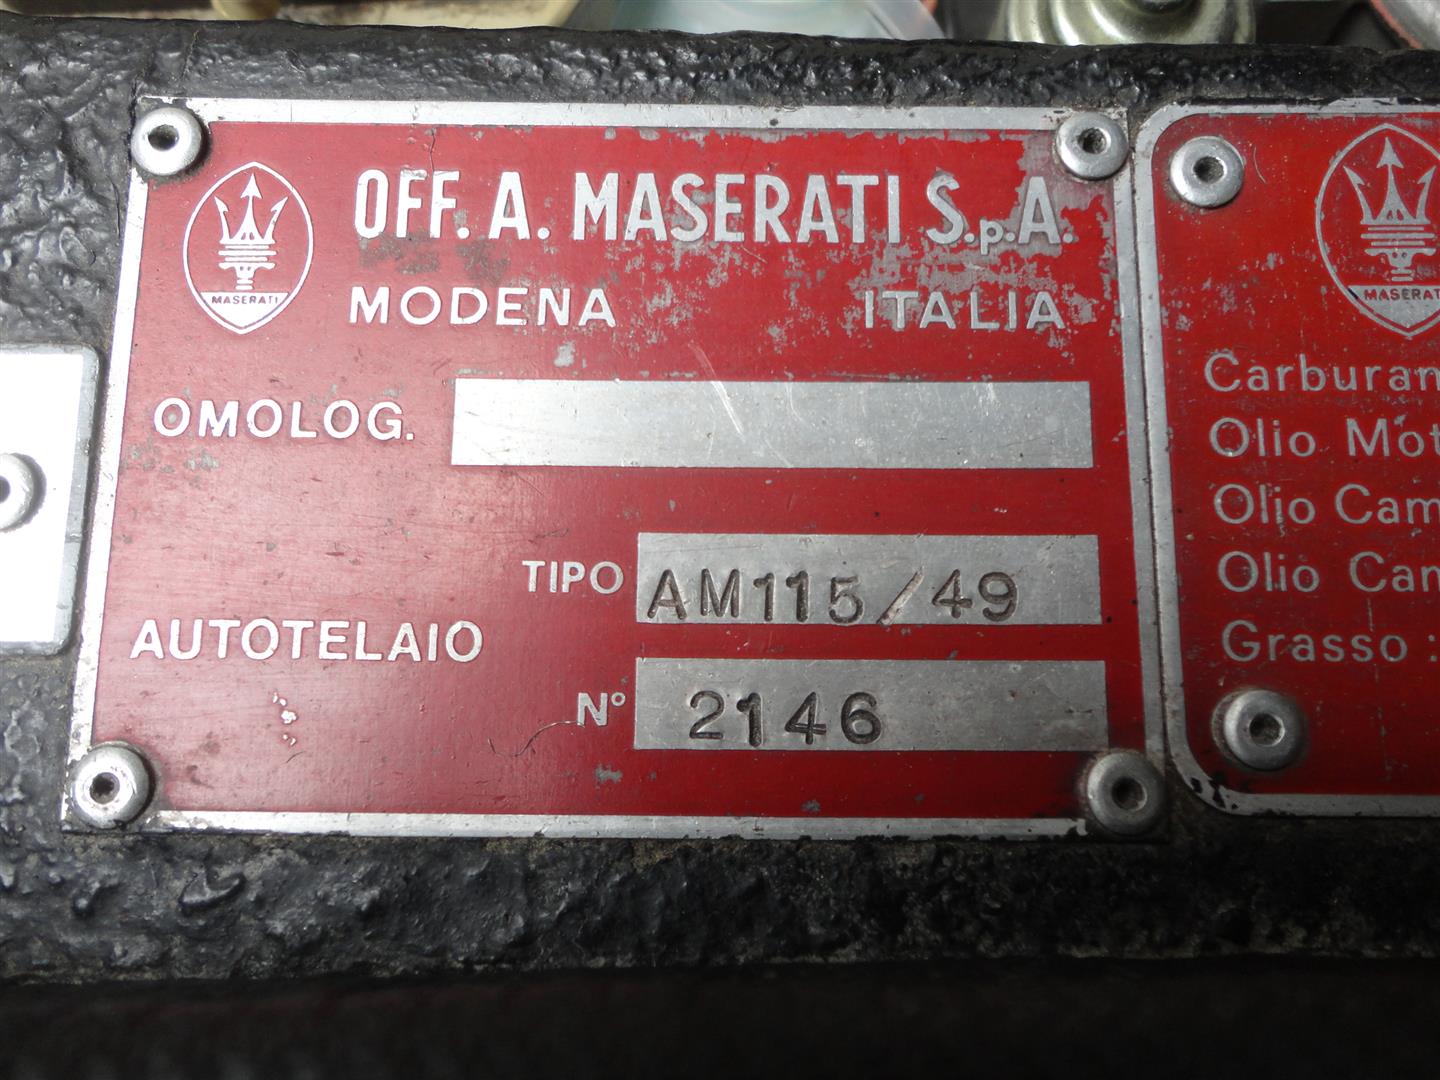 OFF. A. MASERATI S.p.A.
MODENA ITALIA
MASERATI
OMOLOG.
TIPO AM115/49
AUTOTELAIO
N° 2146
MASERATI
Carburan
Olio Mot
Olio Cam
Olio Cam
Grasso :